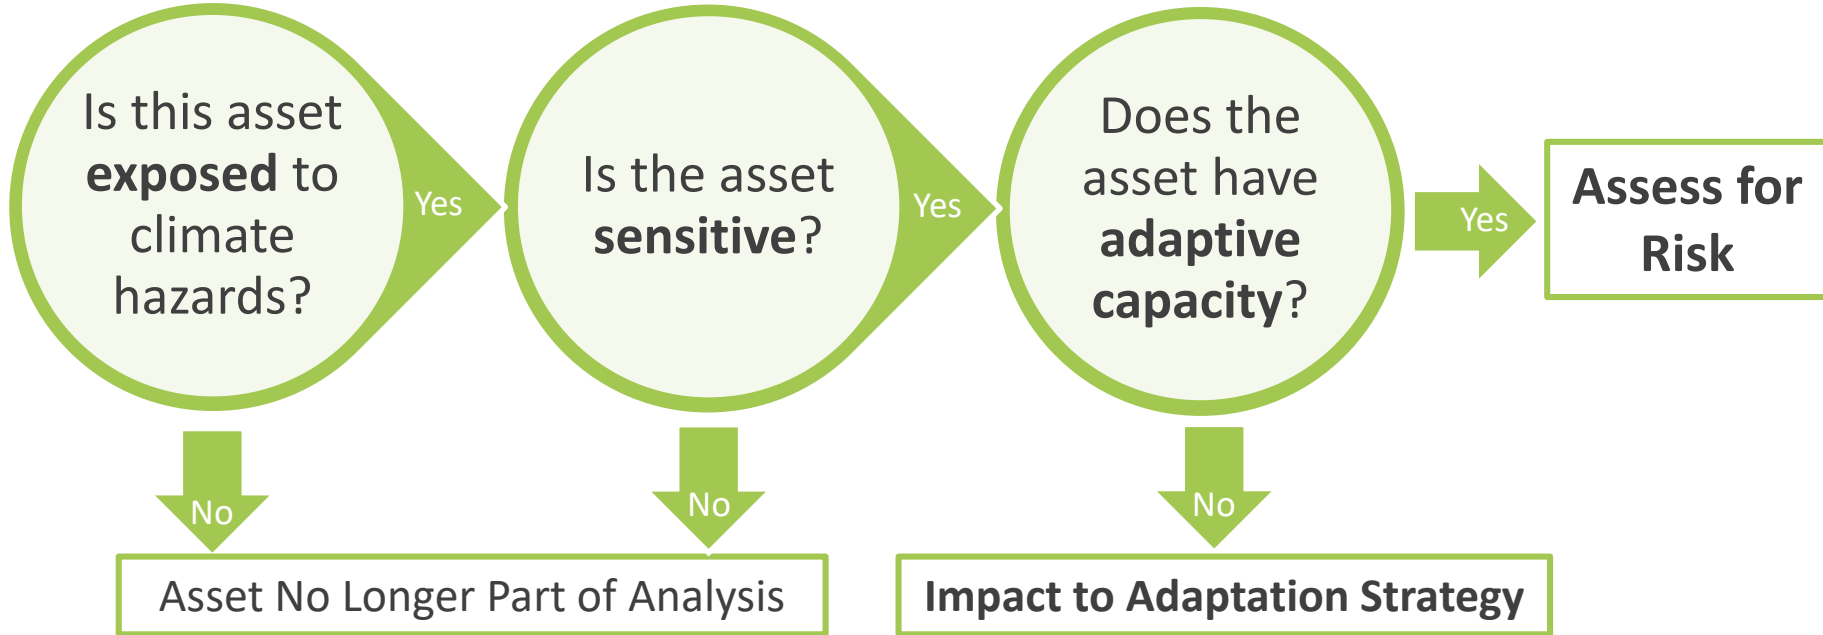 Is this asset
exposed to
climate
hazards?
Yes
Is the asset
sensitive?
Yes
Does the
asset have
adaptive
capacity?
Yes
Assess for
Risk
No
No
No
Asset No Longer Part of Analysis
Impact to Adaptation Strategy